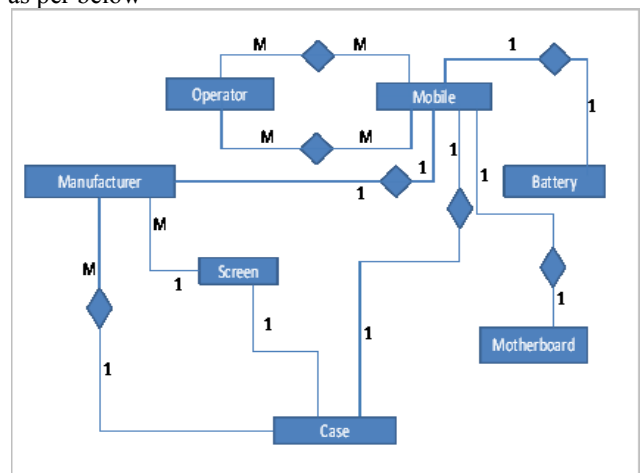 as per below
M M 1
Operator Mobile
M M 1
1 1 1 Battery
Manufacturer 1
M
M Screen
1
1 1 1
Motherboard
1
Case